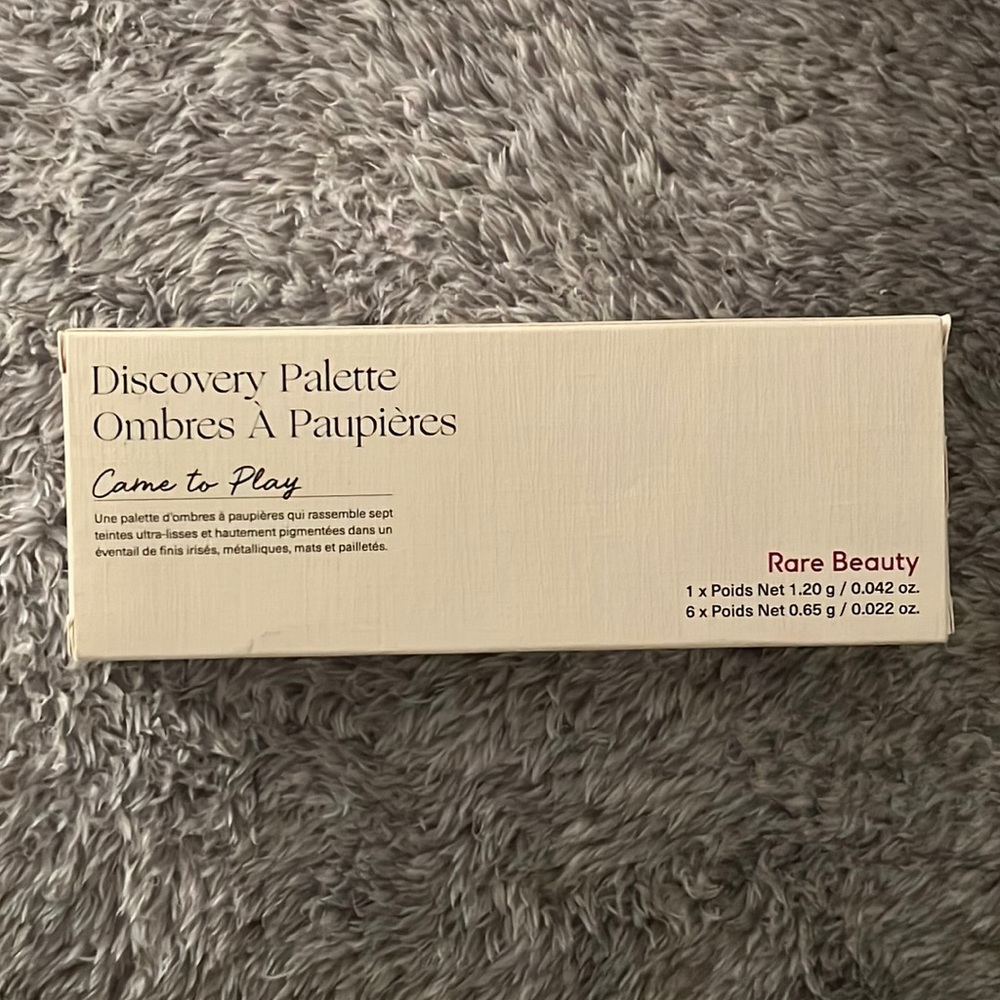 Discovery Palette
Ombres À Paupières
Came to Play
Une palette d'ombres à paupières qui rassemble sept
teintes ultra-lisses et hautement pigmentées dans un
éventail de finis irisés, métalliques, mats et pailletés.
Rare Beauty
1 x Poids Net 1.20 g / 0.042 oz.
6 x Poids Net 0.65 g / 0.022 oz.